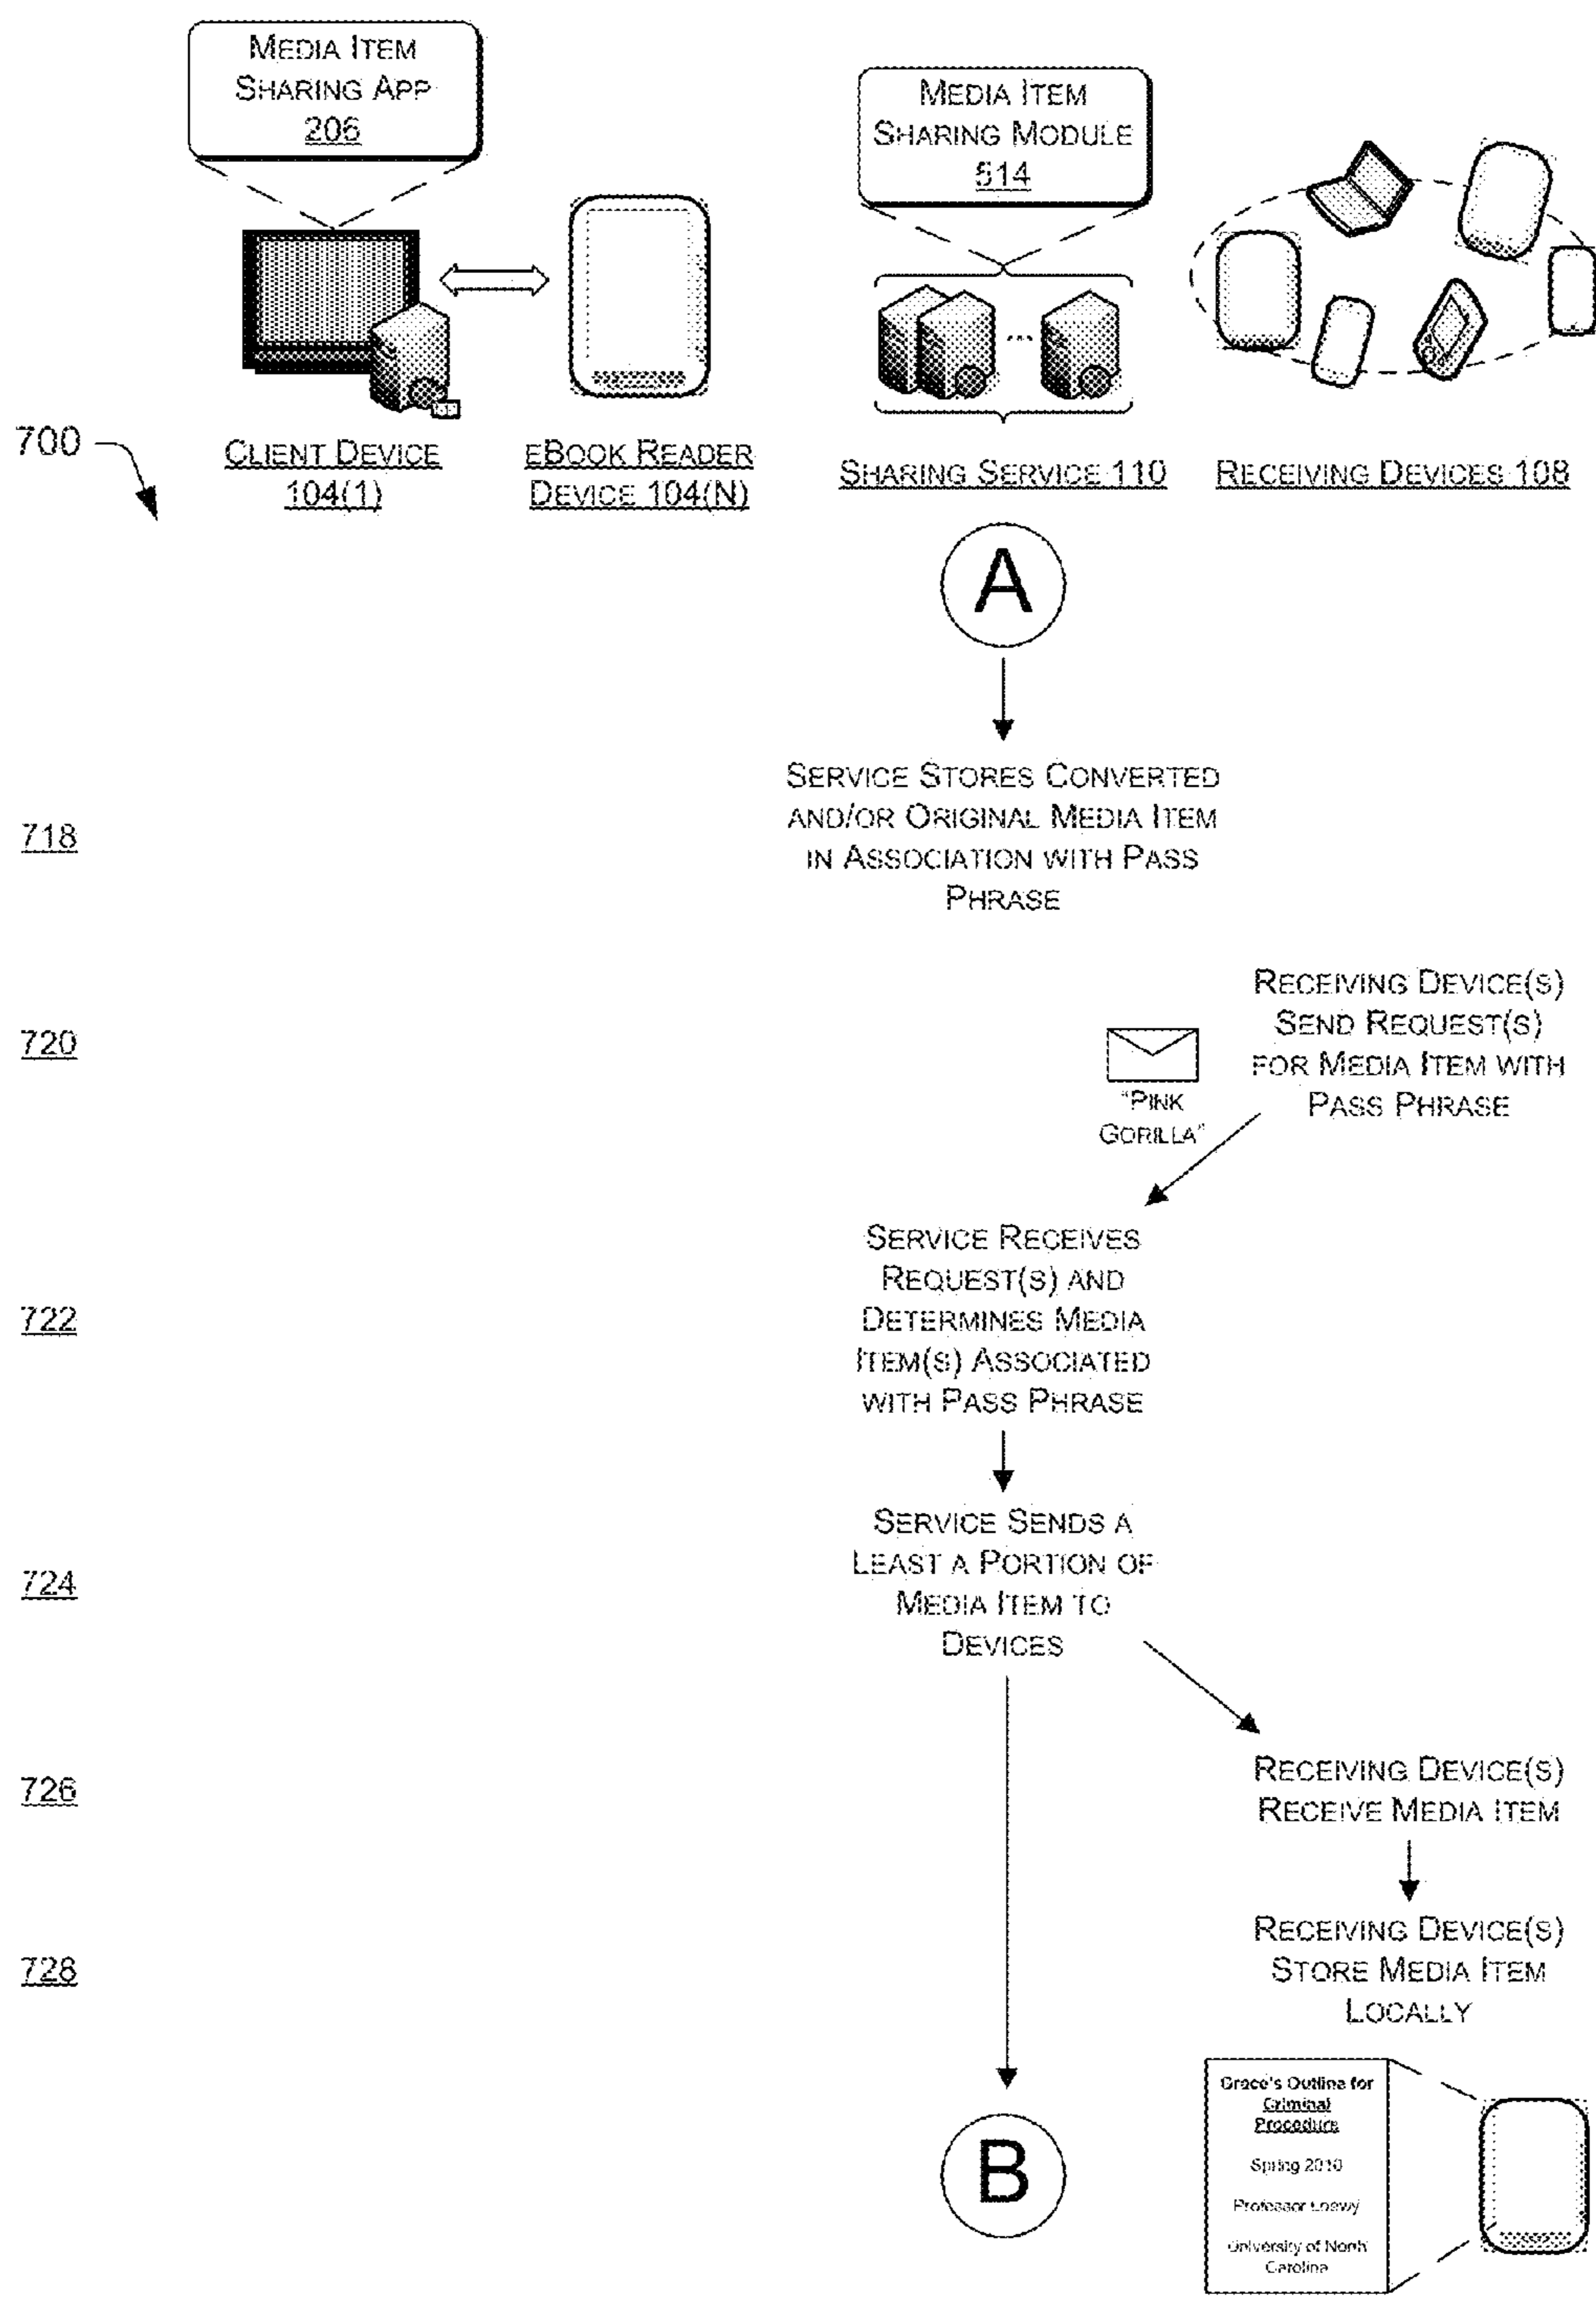 MEDIA ITEM
SHARING APP
206
MEDIA ITEM
SHARING MODULE
514
700
CLIENT DEVICE
104(1)
EBOOK READER
DEVICE 104(N)
SHARING SERVICE 110
RECEIVING DEVICES 108
A
718
SERVICE STORES CONVERTED
AND/OR ORIGINAL MEDIA ITEM
IN ASSOCIATION WITH PASS
PHRASE
720
RECEIVING DEVICE(S)
SEND REQUEST(S)
FOR MEDIA ITEM WITH
PASS PHRASE
"PINK
GORILLA"
722
SERVICE RECEIVES
REQUEST(S) AND
DETERMINES MEDIA
ITEM(S) ASSOCIATED
WITH PASS PHRASE
724
SERVICE SENDS A
LEAST A PORTION OF
MEDIA ITEM TO
DEVICES
726
RECEIVING DEVICE(S)
RECEIVE MEDIA ITEM
728
RECEIVING DEVICE(S)
STORE MEDIA ITEM
LOCALLY
B
Grace's Outline for
Criminal
Procedure
Spring 2010
Professor Loewy
University of North
Carolina